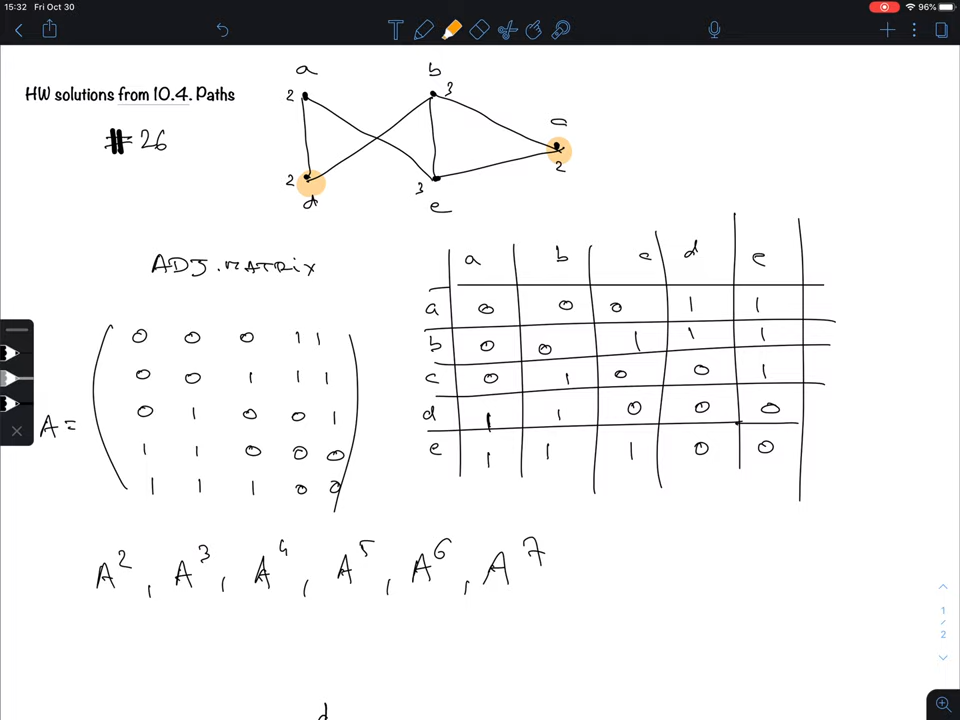 15:32 Fri Oct 30
96%
HW solutions from 10.4. Paths
#26
a b
2 3
c
2
2 3
d e
ADJ. MATRIX
a b c d e
a 0 0 0 1 1
b 0 0 1 1 1
c 0 1 0 0 1
d 1 1 0 0 0
e 1 1 1 0 0
0 0 0 1 1
0 0 1 1 1
A = 0 1 0 0 1
1 1 0 0 0
1 1 1 0 0
A², A³, A⁴, A⁵, A⁶, A⁷
1
/
2
d